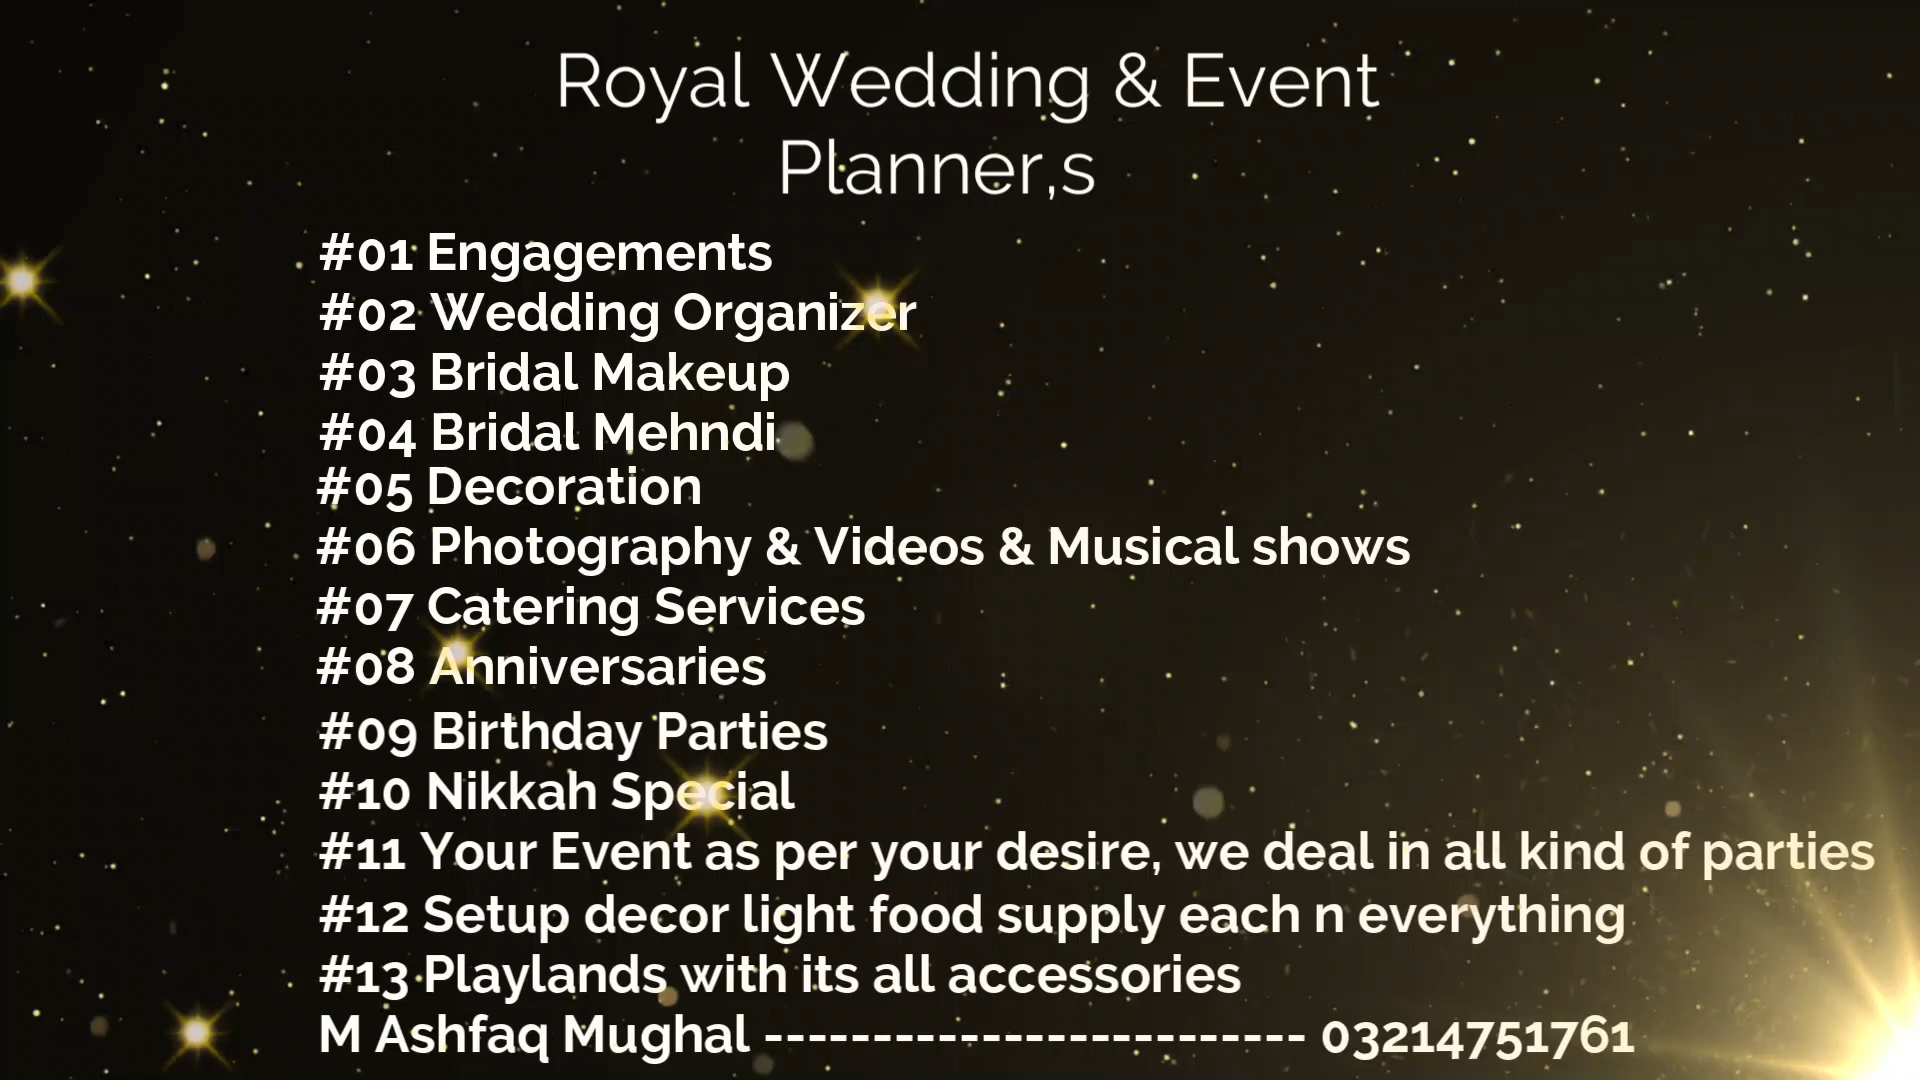 Royal Wedding & Event
Planner,s
#01 Engagements
#02 Wedding Organizer
#03 Bridal Makeup
#04 Bridal Mehndi
#05 Decoration
#06 Photography & Videos & Musical shows
#07 Catering Services
#08 Anniversaries
#09 Birthday Parties
#10 Nikkah Special
#11 Your Event as per your desire, we deal in all kind of parties
#12 Setup decor light food supply each n everything
#13 Playlands with its all accessories
M Ashfaq Mughal ------------------------- 03214751761